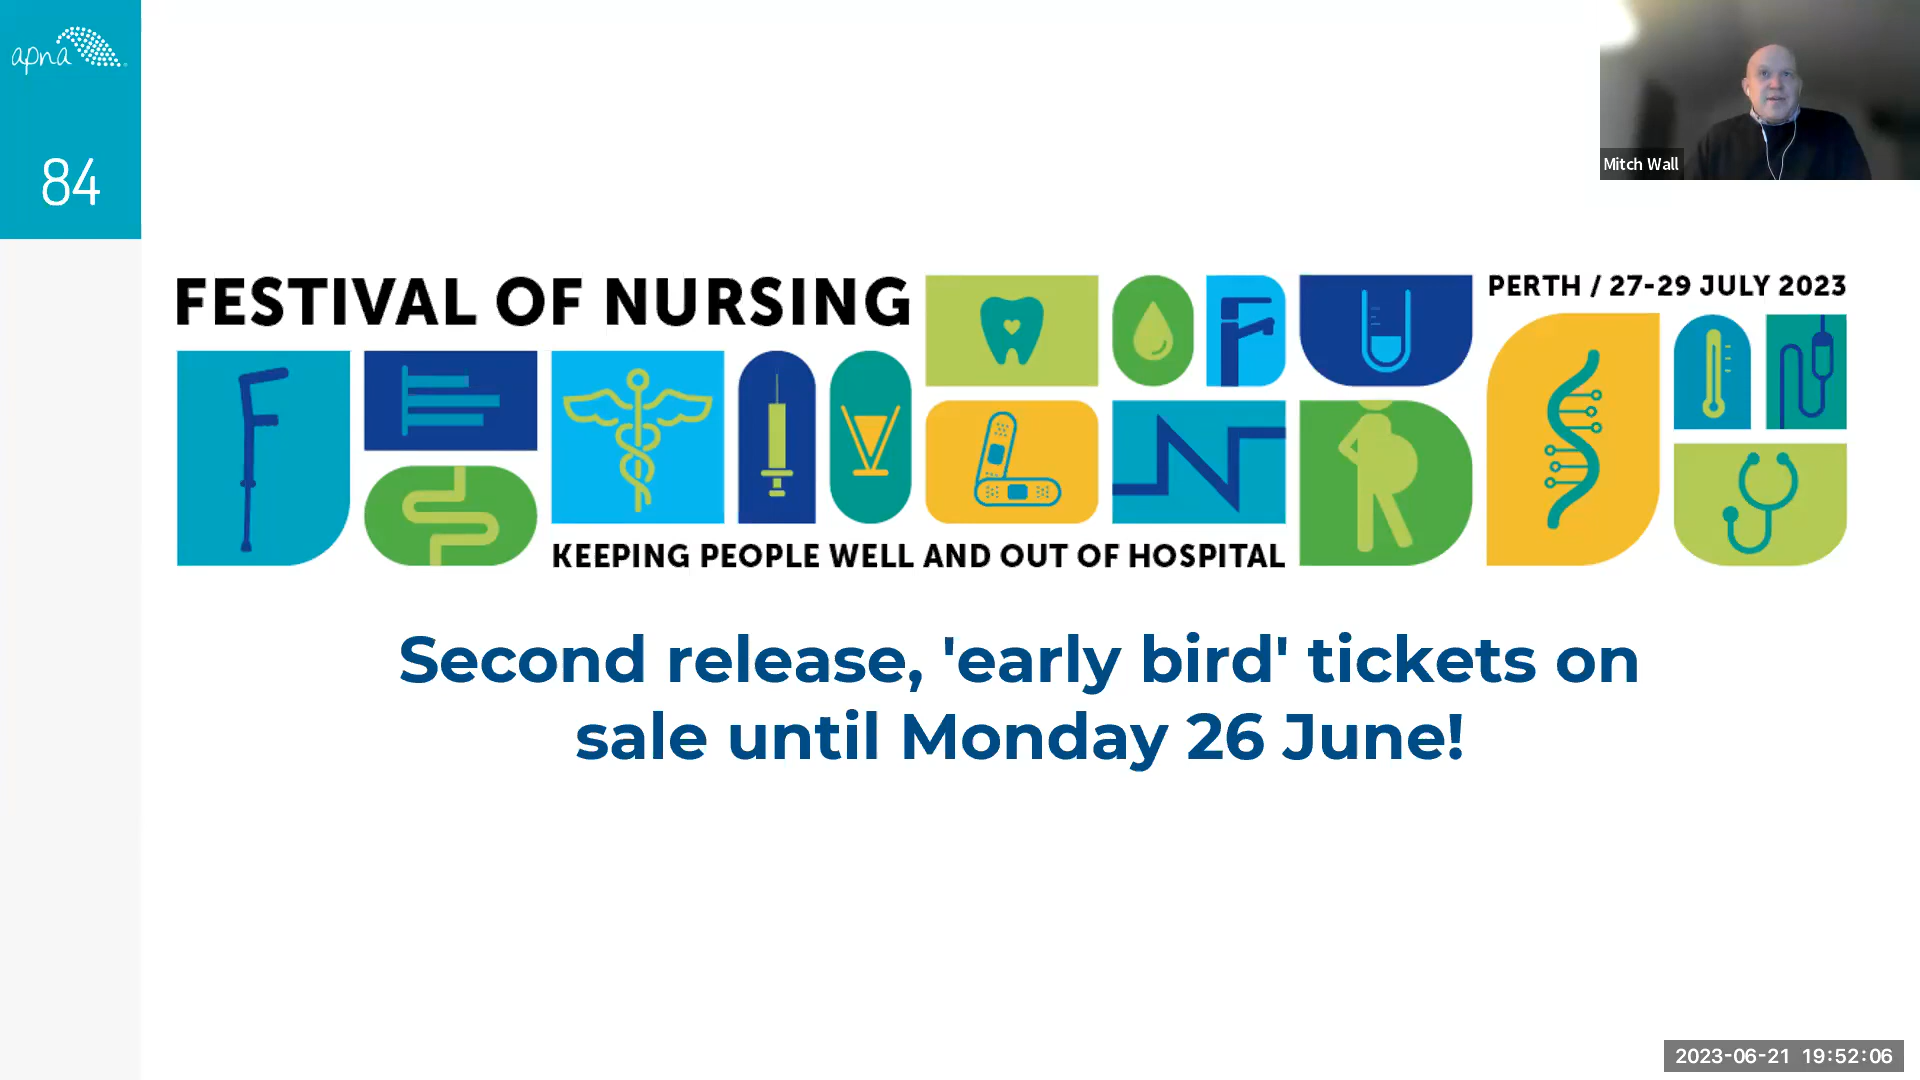 apna
84
Mitch Wall
FESTIVAL OF NURSING
PERTH / 27-29 JULY 2023
KEEPING PEOPLE WELL AND OUT OF HOSPITAL
Second release, 'early bird' tickets on
sale until Monday 26 June!
2023-06-21 19:52:06